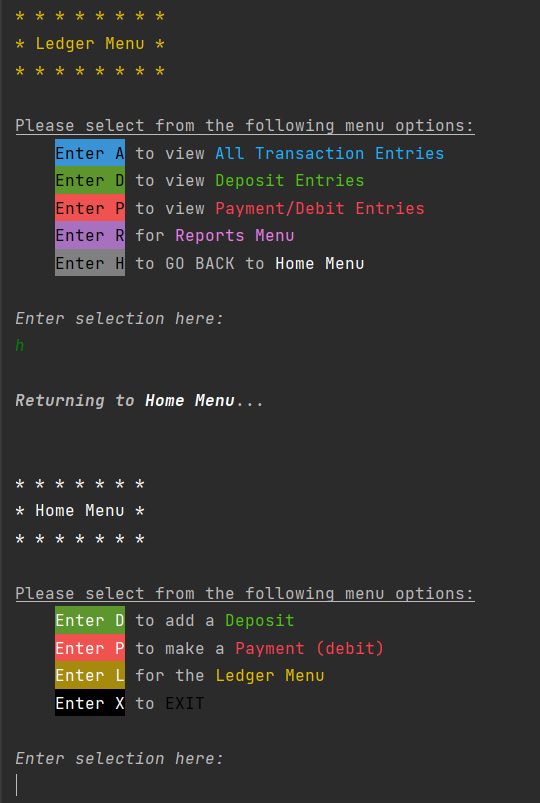 * * * * * * * *
* Ledger Menu *
* * * * * * * *
Please select from the following menu options:
Enter A to view All Transaction Entries
Enter D to view Deposit Entries
Enter P to view Payment/Debit Entries
Enter R for Reports Menu
Enter H to GO BACK to Home Menu
Enter selection here:
h
Returning to Home Menu...
* * * * * * *
* Home Menu *
* * * * * * *
Please select from the following menu options:
Enter D to add a Deposit
Enter P to make a Payment (debit)
Enter L for the Ledger Menu
Enter X to EXIT
Enter selection here: